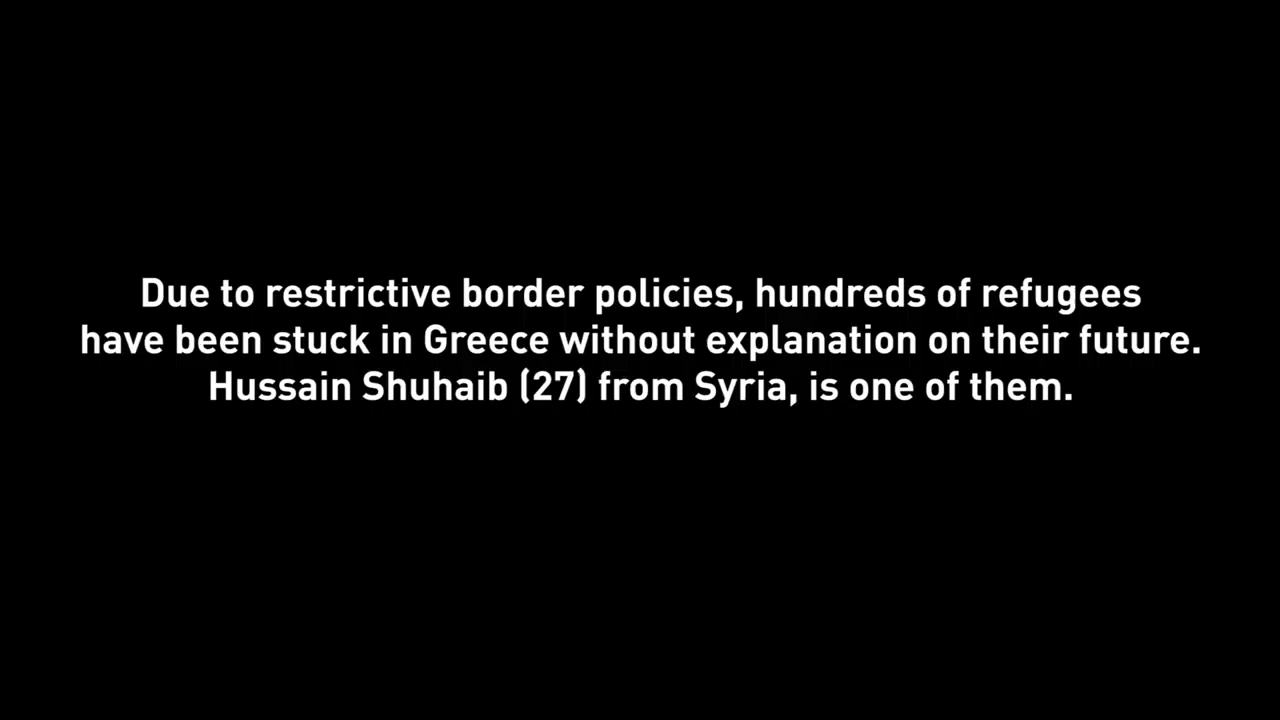 Due to restrictive border policies, hundreds of refugees
have been stuck in Greece without explanation on their future.
Hussain Shuhaib (27) from Syria, is one of them.